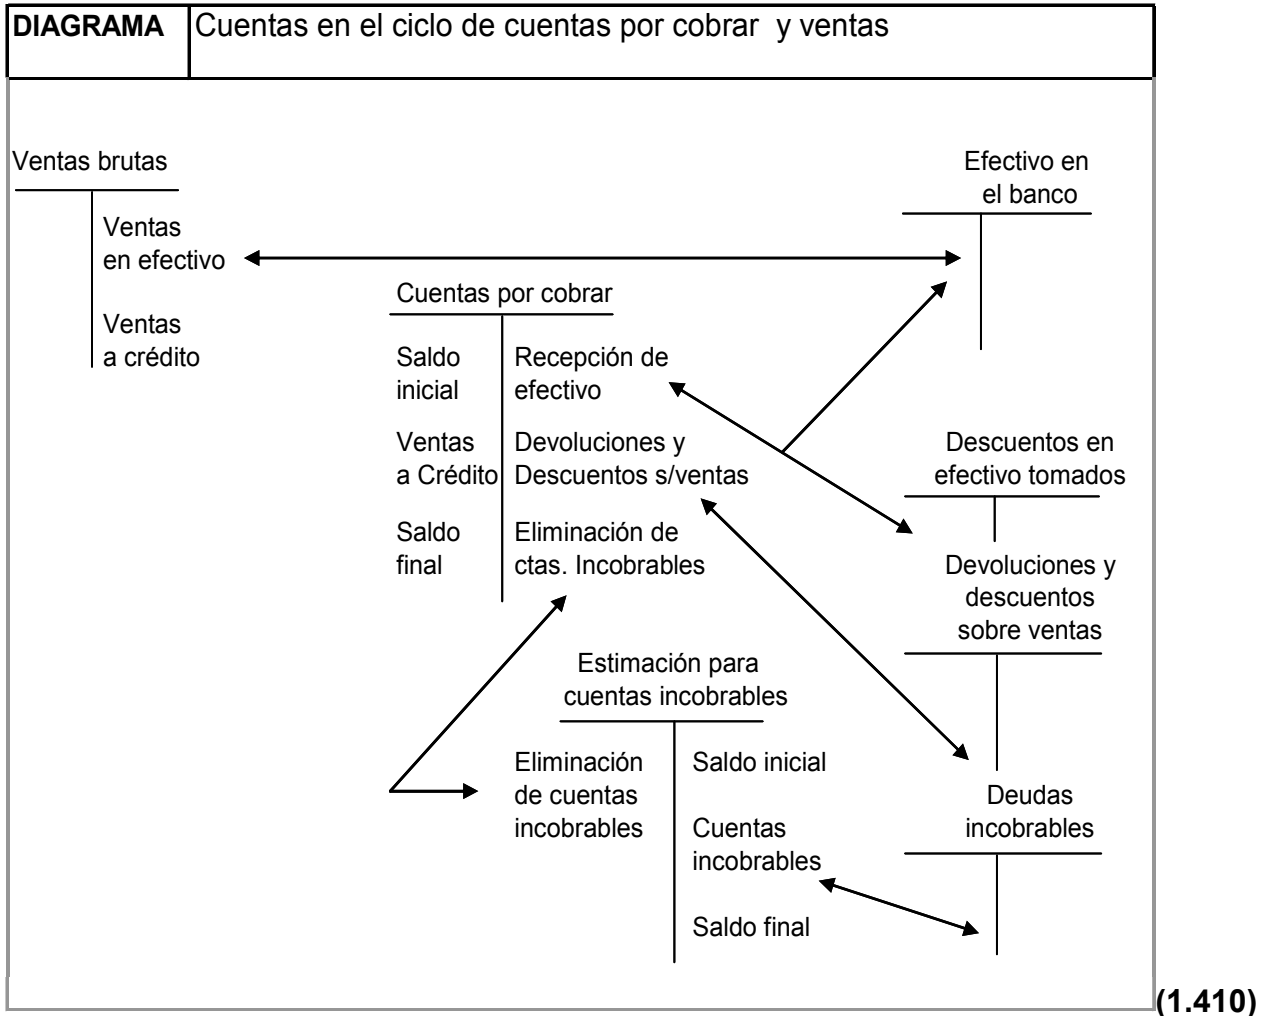 DIAGRAMA Cuentas en el ciclo de cuentas por cobrar y ventas
Ventas brutas
Ventas
en efectivo
Ventas
a crédito
Efectivo en
el banco
Cuentas por cobrar
Saldo
inicial
Recepción de
efectivo
Ventas
a Crédito
Devoluciones y
Descuentos s/ventas
Saldo
final
Eliminación de
ctas. Incobrables
Descuentos en
efectivo tomados
Devoluciones y
descuentos
sobre ventas
Estimación para
cuentas incobrables
Eliminación
de cuentas
incobrables
Saldo inicial
Cuentas
incobrables
Saldo final
Deudas
incobrables
(1.410)